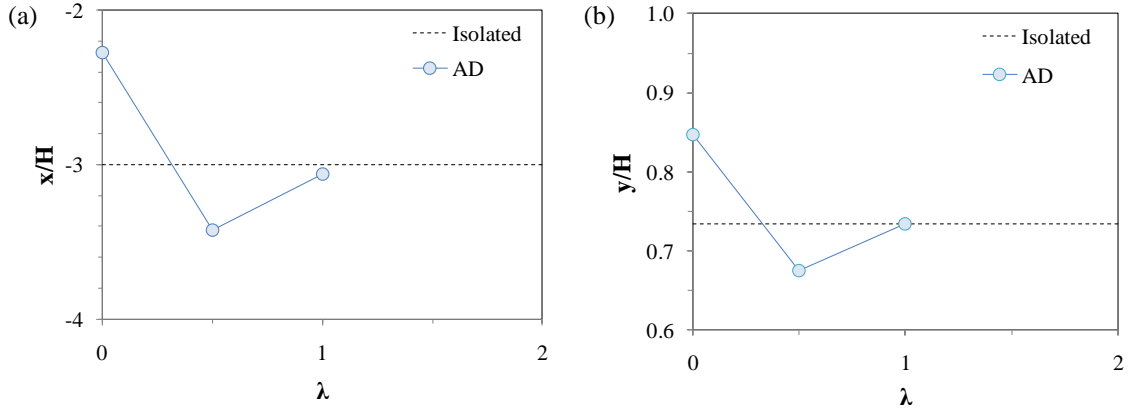 (a)
-2
-3
-4
x/H
0
1
2
λ
Isolated
AD
(b)
1.0
0.9
0.8
0.7
0.6
y/H
0
1
2
λ
Isolated
AD